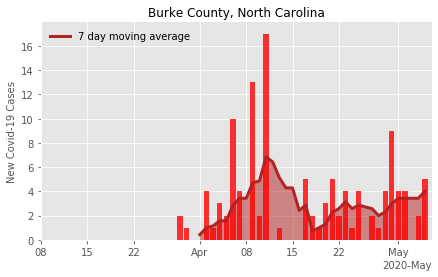 Burke County, North Carolina
7 day moving average
New Covid-19 Cases
16
14
12
10
8
6
4
2
0
08 15 22 Apr 08 15 22 May
2020-May